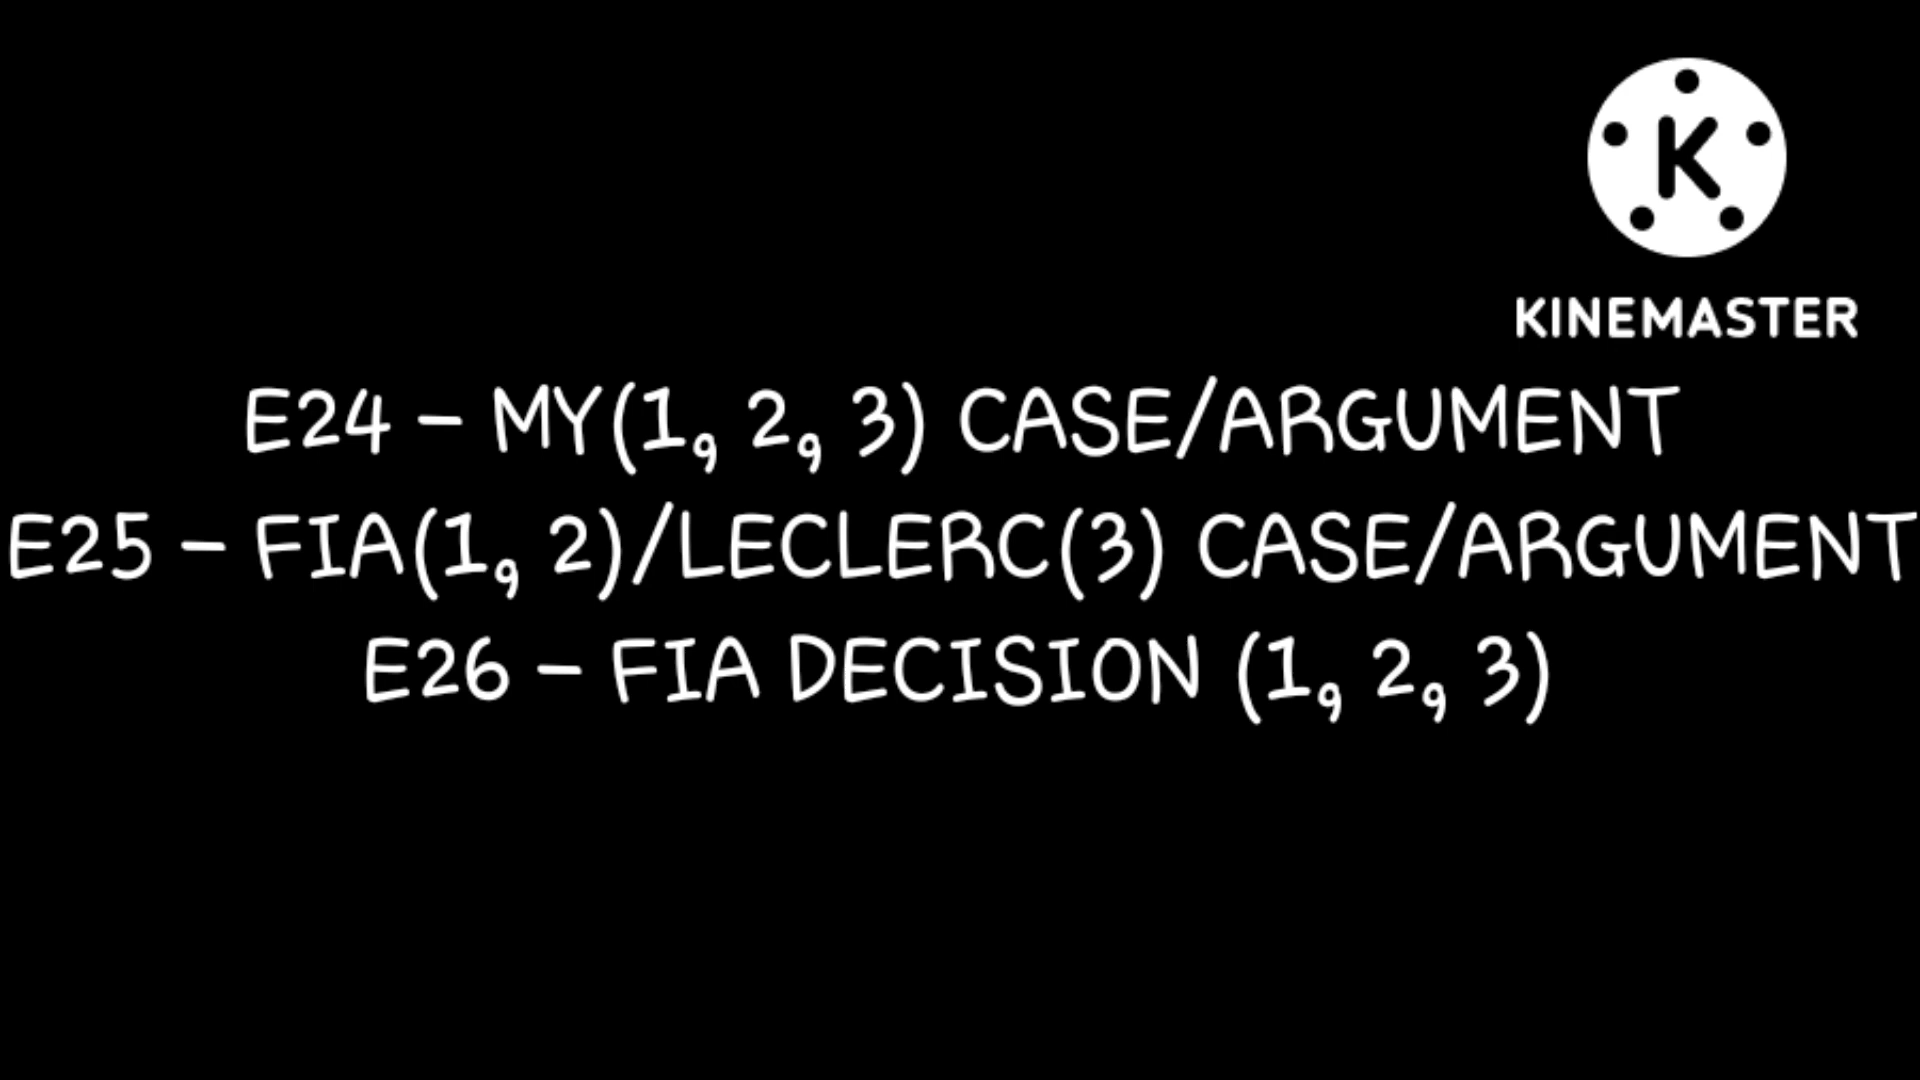 K
KINEMASTER
E24 – MY(1, 2, 3) CASE/ARGUMENT
E25 – FIA(1, 2)/LECLERC(3) CASE/ARGUMENT
E26 – FIA DECISION (1, 2, 3)